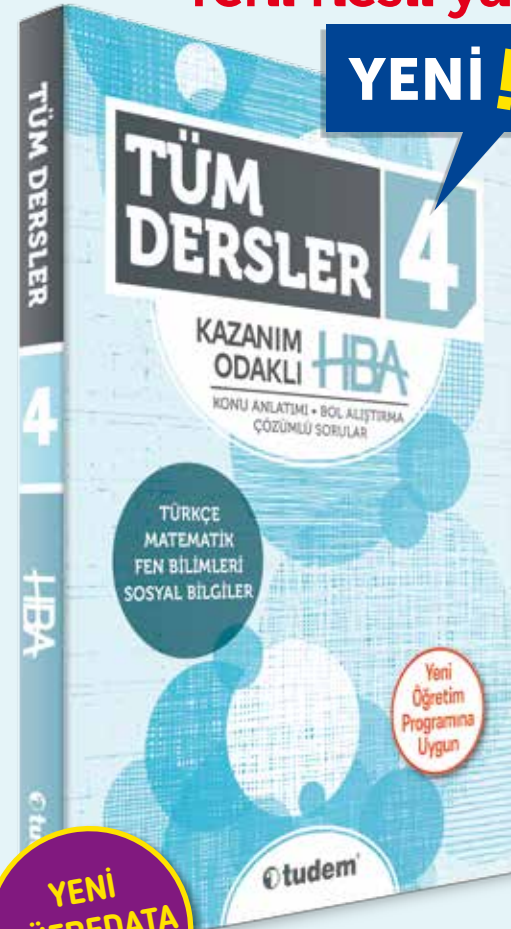 YENİ!
TÜM
DERSLER
4
KAZANIM
ODAKLI HBA
KONU ANLATIMI • BOL ALIŞTIRMA
ÇÖZÜMLÜ SORULAR
TÜRKÇE
MATEMATİK
FEN BİLİMLERİ
SOSYAL BİLGİLER
Yeni
Öğretim
Programına
Uygun
tudem
TÜM DERSLER
4
HBA
YENİ